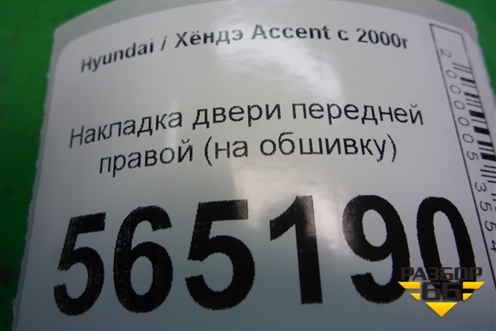 Hyundai / Хёндэ Accent с 2000г
Накладка двери передней
правой (на обшивку)
565190
РАЗБОР
66